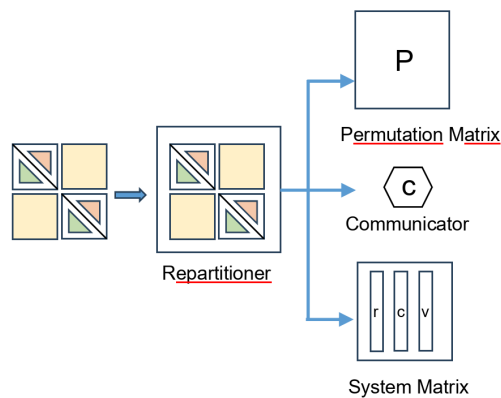 P
Permutation Matrix
c
Communicator
Repartitioner
r c v
System Matrix